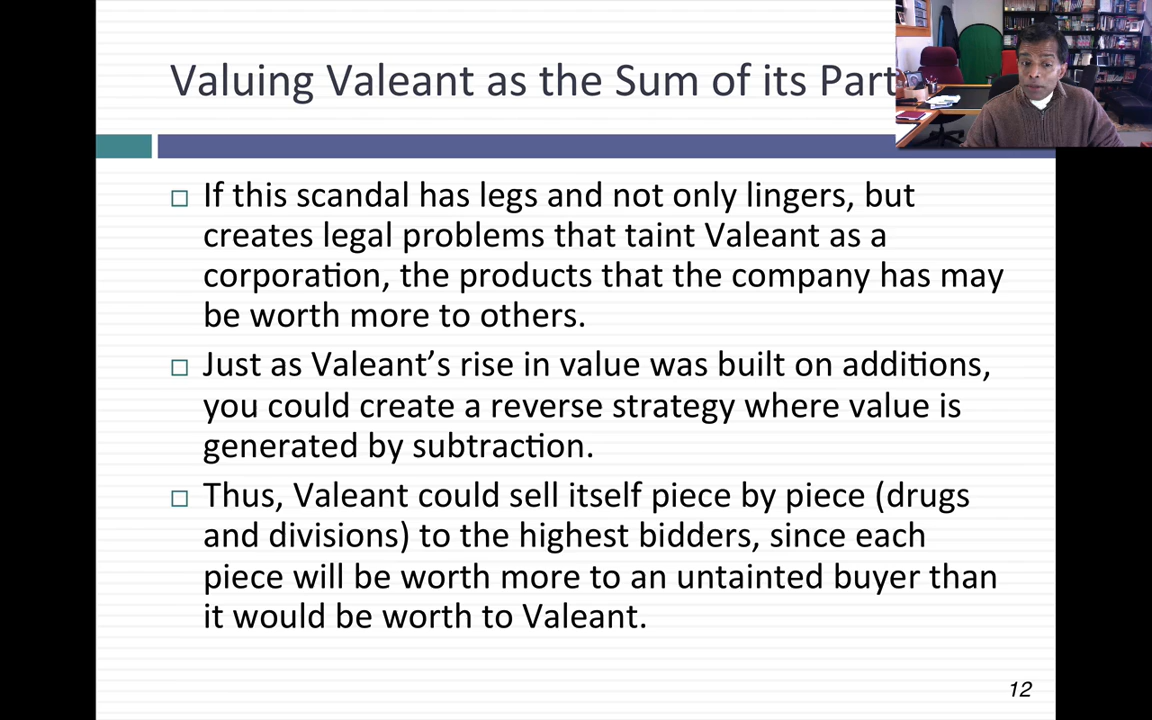 Valuing Valeant as the Sum of its Part
□ If this scandal has legs and not only lingers, but
creates legal problems that taint Valeant as a
corporation, the products that the company has may
be worth more to others.
□ Just as Valeant’s rise in value was built on additions,
you could create a reverse strategy where value is
generated by subtraction.
□ Thus, Valeant could sell itself piece by piece (drugs
and divisions) to the highest bidders, since each
piece will be worth more to an untainted buyer than
it would be worth to Valeant.
12